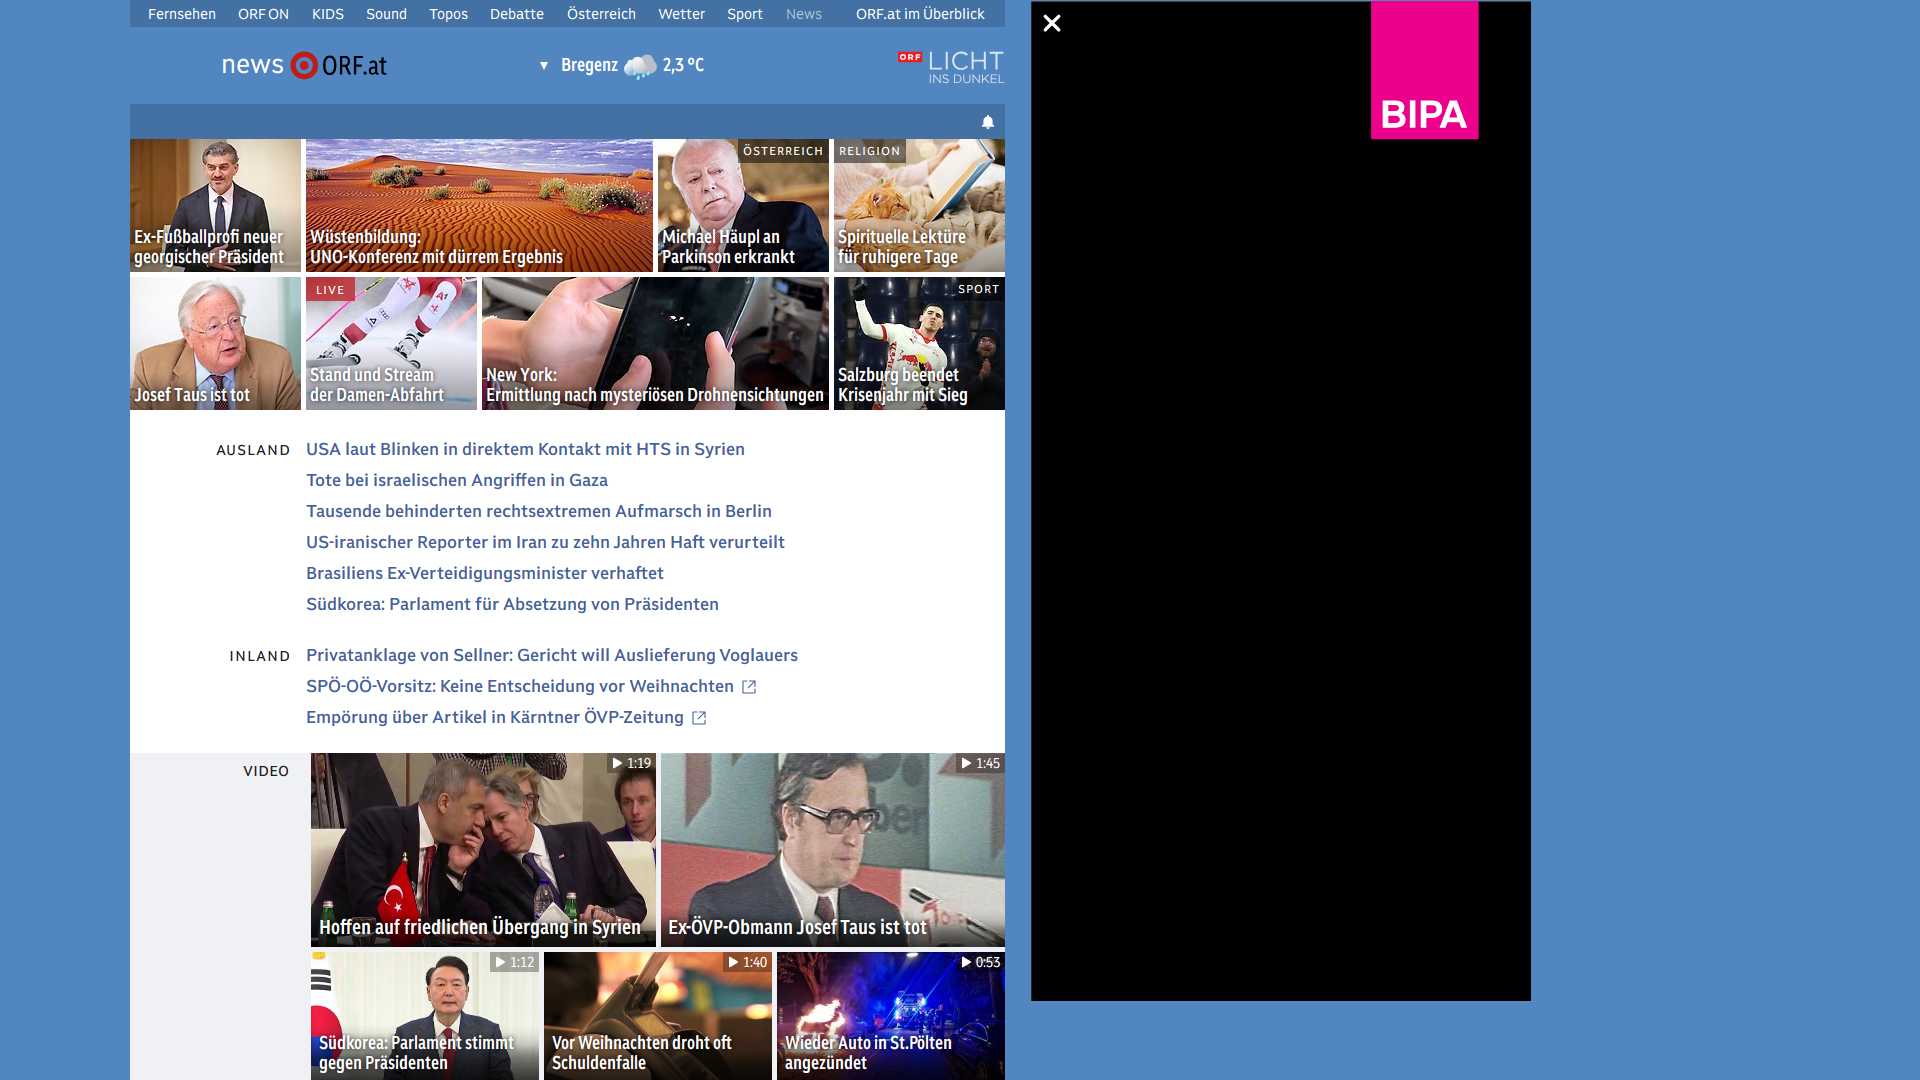 Fernsehen ORF ON KIDS Sound Topos Debatte Österreich Wetter Sport News ORF.at im Überblick
news ORF.at
Bregenz 2,3 °C
ORF LICHT
INS DUNKEL
BIPA
Ex-Fußballprofi neuer
georgischer Präsident
Wüstenbildung:
UNO-Konferenz mit dürrem Ergebnis
ÖSTERREICH
Michael Häupl an
Parkinson erkrankt
RELIGION
Spirituelle Lektüre
für ruhigere Tage
Josef Taus ist tot
LIVE
Stand und Stream
der Damen-Abfahrt
New York:
Ermittlung nach mysteriösen Drohnensichtungen
SPORT
Salzburg beendet
Krisenjahr mit Sieg
AUSLAND
USA laut Blinken in direktem Kontakt mit HTS in Syrien
Tote bei israelischen Angriffen in Gaza
Tausende behinderten rechtsextremen Aufmarsch in Berlin
US-iranischer Reporter im Iran zu zehn Jahren Haft verurteilt
Brasiliens Ex-Verteidigungsminister verhaftet
Südkorea: Parlament für Absetzung von Präsidenten
INLAND
Privatanklage von Sellner: Gericht will Auslieferung Voglauers
SPÖ-OÖ-Vorsitz: Keine Entscheidung vor Weihnachten
Empörung über Artikel in Kärntner ÖVP-Zeitung
VIDEO
1:19
Hoffen auf friedlichen Übergang in Syrien
1:45
Ex-ÖVP-Obmann Josef Taus ist tot
1:12
Südkorea: Parlament stimmt
gegen Präsidenten
1:40
Vor Weihnachten droht oft
Schuldenfalle
0:53
Wieder Auto in St.Pölten
angezündet